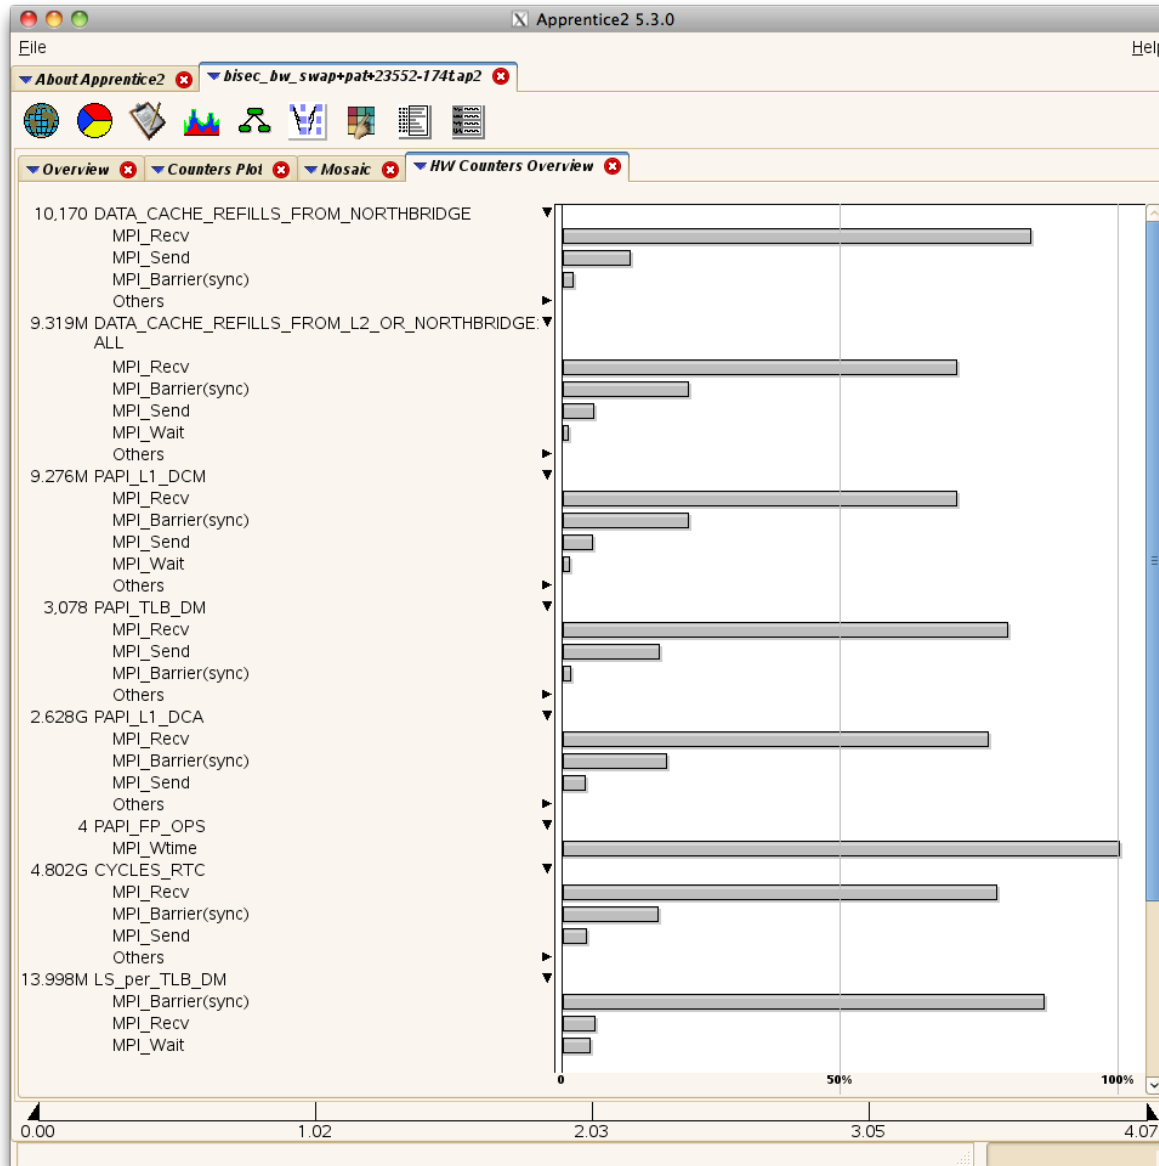 Apprentice2 5.3.0
File Help
About Apprentice2 bisec_bw_swap+pat+23552-174t.ap2
Overview Counters Plot Mosaic HW Counters Overview
10,170 DATA_CACHE_REFILLS_FROM_NORTHBRIDGE
MPI_Recv
MPI_Send
MPI_Barrier(sync)
Others
9.319M DATA_CACHE_REFILLS_FROM_L2_OR_NORTHBRIDGE:
ALL
MPI_Recv
MPI_Barrier(sync)
MPI_Send
MPI_Wait
Others
9.276M PAPI_L1_DCM
MPI_Recv
MPI_Barrier(sync)
MPI_Send
MPI_Wait
Others
3,078 PAPI_TLB_DM
MPI_Recv
MPI_Send
MPI_Barrier(sync)
Others
2.628G PAPI_L1_DCA
MPI_Recv
MPI_Barrier(sync)
MPI_Send
Others
4 PAPI_FP_OPS
MPI_Wtime
4.802G CYCLES_RTC
MPI_Recv
MPI_Barrier(sync)
MPI_Send
Others
13.998M LS_per_TLB_DM
MPI_Barrier(sync)
MPI_Recv
MPI_Wait
0 50% 100%
0.00 1.02 2.03 3.05 4.07